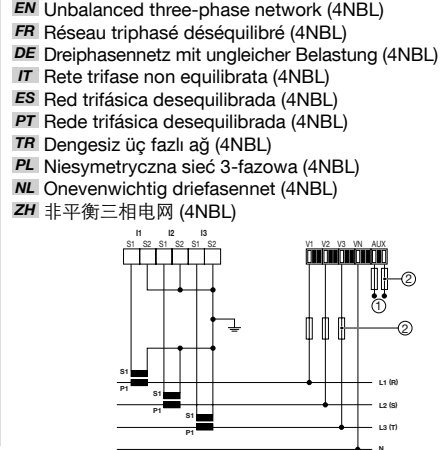 EN Unbalanced three-phase network (4NBL)
FR Réseau triphasé déséquilibré (4NBL)
DE Dreiphasennetz mit ungleicher Belastung (4NBL)
IT Rete trifase non equilibrata (4NBL)
ES Red trifásica desequilibrada (4NBL)
PT Rede trifásica desequilibrada (4NBL)
TR Dengesiz üç fazlı ağ (4NBL)
PL Niesymetryczna sieć 3-fazowa (4NBL)
NL Onevenwichtig driefasennet (4NBL)
ZH 非平衡三相电网 (4NBL)
I1 I2 I3
S1 S2 S1 S2 S1 S2 V1 V2 V3 VN AUX
2
1
2
S1
P1 L1 (R)
S1
P1 L2 (S)
S1
P1 L3 (T)
N